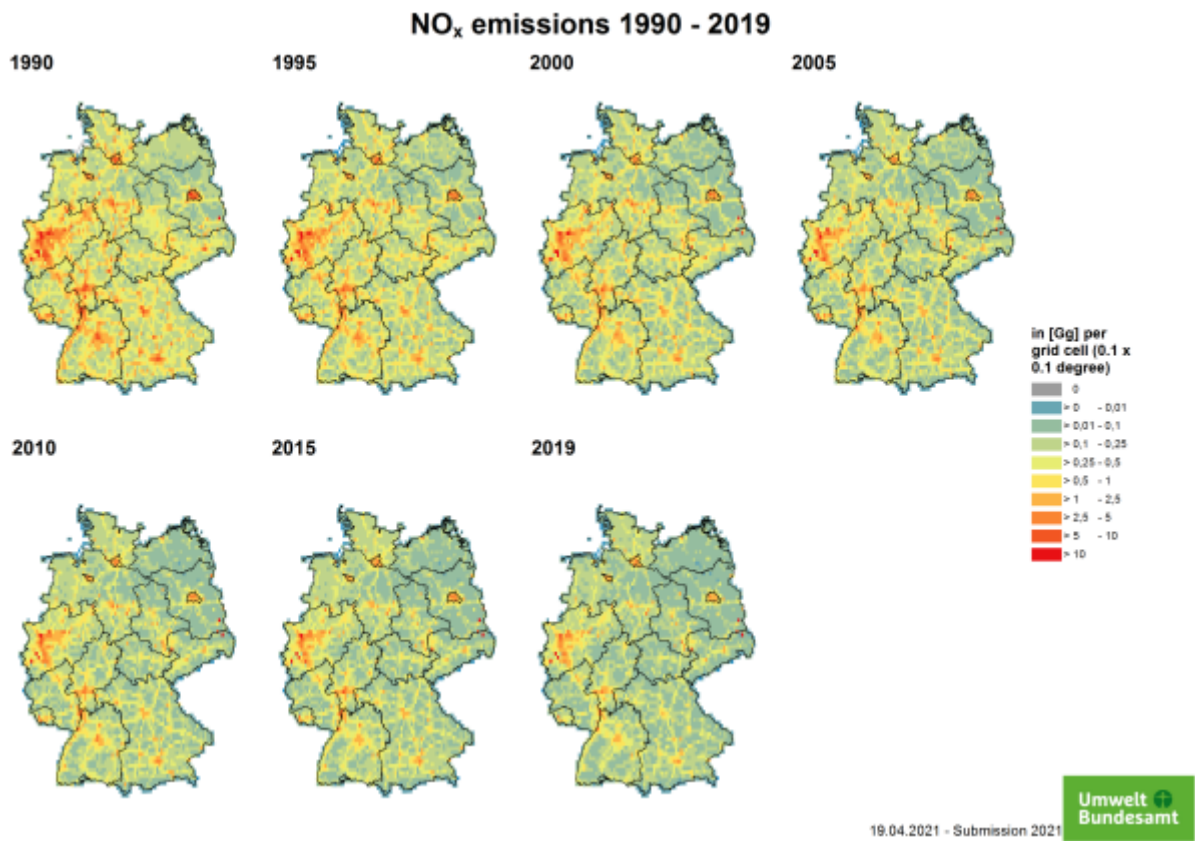 NOₓ emissions 1990 - 2019
1990
1995
2000
2005
in [Gg] per
grid cell (0.1 x
0.1 degree)
0
> 0 - 0,01
> 0,01 - 0,1
> 0,1 - 0,25
> 0,25 - 0,5
> 0,5 - 1
> 1 - 2,5
> 2,5 - 5
> 5 - 10
> 10
2010
2015
2019
19.04.2021 - Submission 2021
Umwelt
Bundesamt